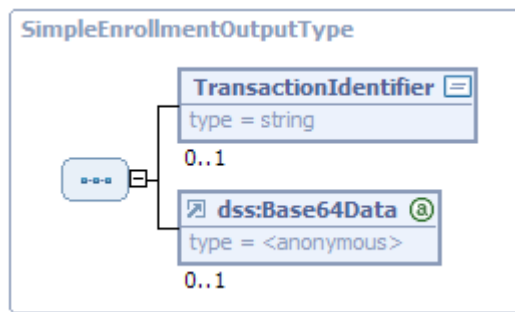 SimpleEnrollmentOutputType
TransactionIdentifier
type = string
0..1
dss:Base64Data a
type = <anonymous>
0..1